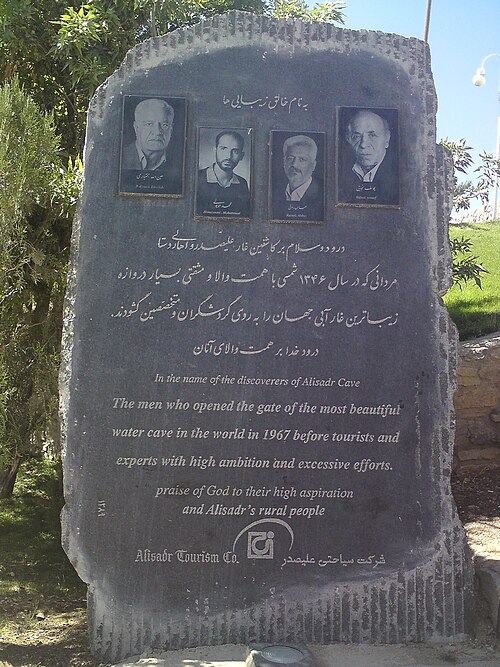 به نام خالق زیبایی ها
درود و سلام بر کاشفین غار علیصدر و اهالی دستا
مردانی که در سال ۱۳۴۶ شمسی با همت والا و مشقتی بسیار دروازه
زیباترین غار آبی جهان را به روی گردشگران و متخصصین گشودند.
درود خدا بر همت والای آنان
In the name of the discoverers of Alisadr Cave
The men who opened the gate of the most beautiful
water cave in the world in 1967 before tourists and
experts with high ambition and excessive efforts.
praise of God to their high aspiration
and Alisadr's rural people
Alisadr Tourism Co. شرکت سیاحتی علیصدر